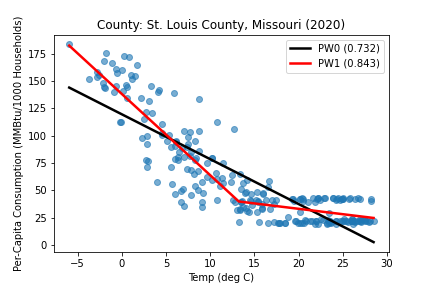 County: St. Louis County, Missouri (2020)
PW0 (0.732)
PW1 (0.843)
Per-Capita Consumption (MMBtu/1000 Households)
175
150
125
100
75
50
25
0
−5 0 5 10 15 20 25 30
Temp (deg C)